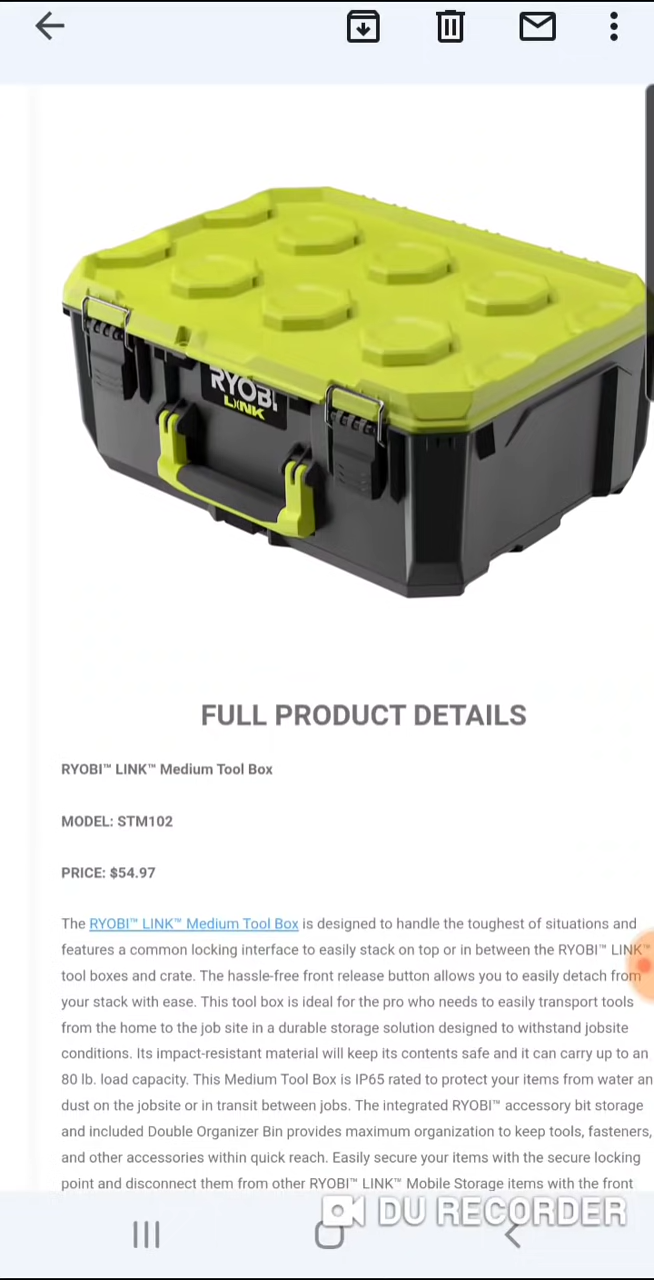 RYOBI
LINK
FULL PRODUCT DETAILS
RYOBI™ LINK™ Medium Tool Box
MODEL: STM102
PRICE: $54.97
The RYOBI™ LINK™ Medium Tool Box is designed to handle the toughest of situations and
features a common locking interface to easily stack on top or in between the RYOBI™ LINK™
tool boxes and crate. The hassle-free front release button allows you to easily detach from
your stack with ease. This tool box is ideal for the pro who needs to easily transport tools
from the home to the job site in a durable storage solution designed to withstand jobsite
conditions. Its impact-resistant material will keep its contents safe and it can carry up to an
80 lb. load capacity. This Medium Tool Box is IP65 rated to protect your items from water an
dust on the jobsite or in transit between jobs. The integrated RYOBI™ accessory bit storage
and included Double Organizer Bin provides maximum organization to keep tools, fasteners,
and other accessories within quick reach. Easily secure your items with the secure locking
point and disconnect them from other RYOBI™ LINK™ Mobile Storage items with the front
DU RECORDER